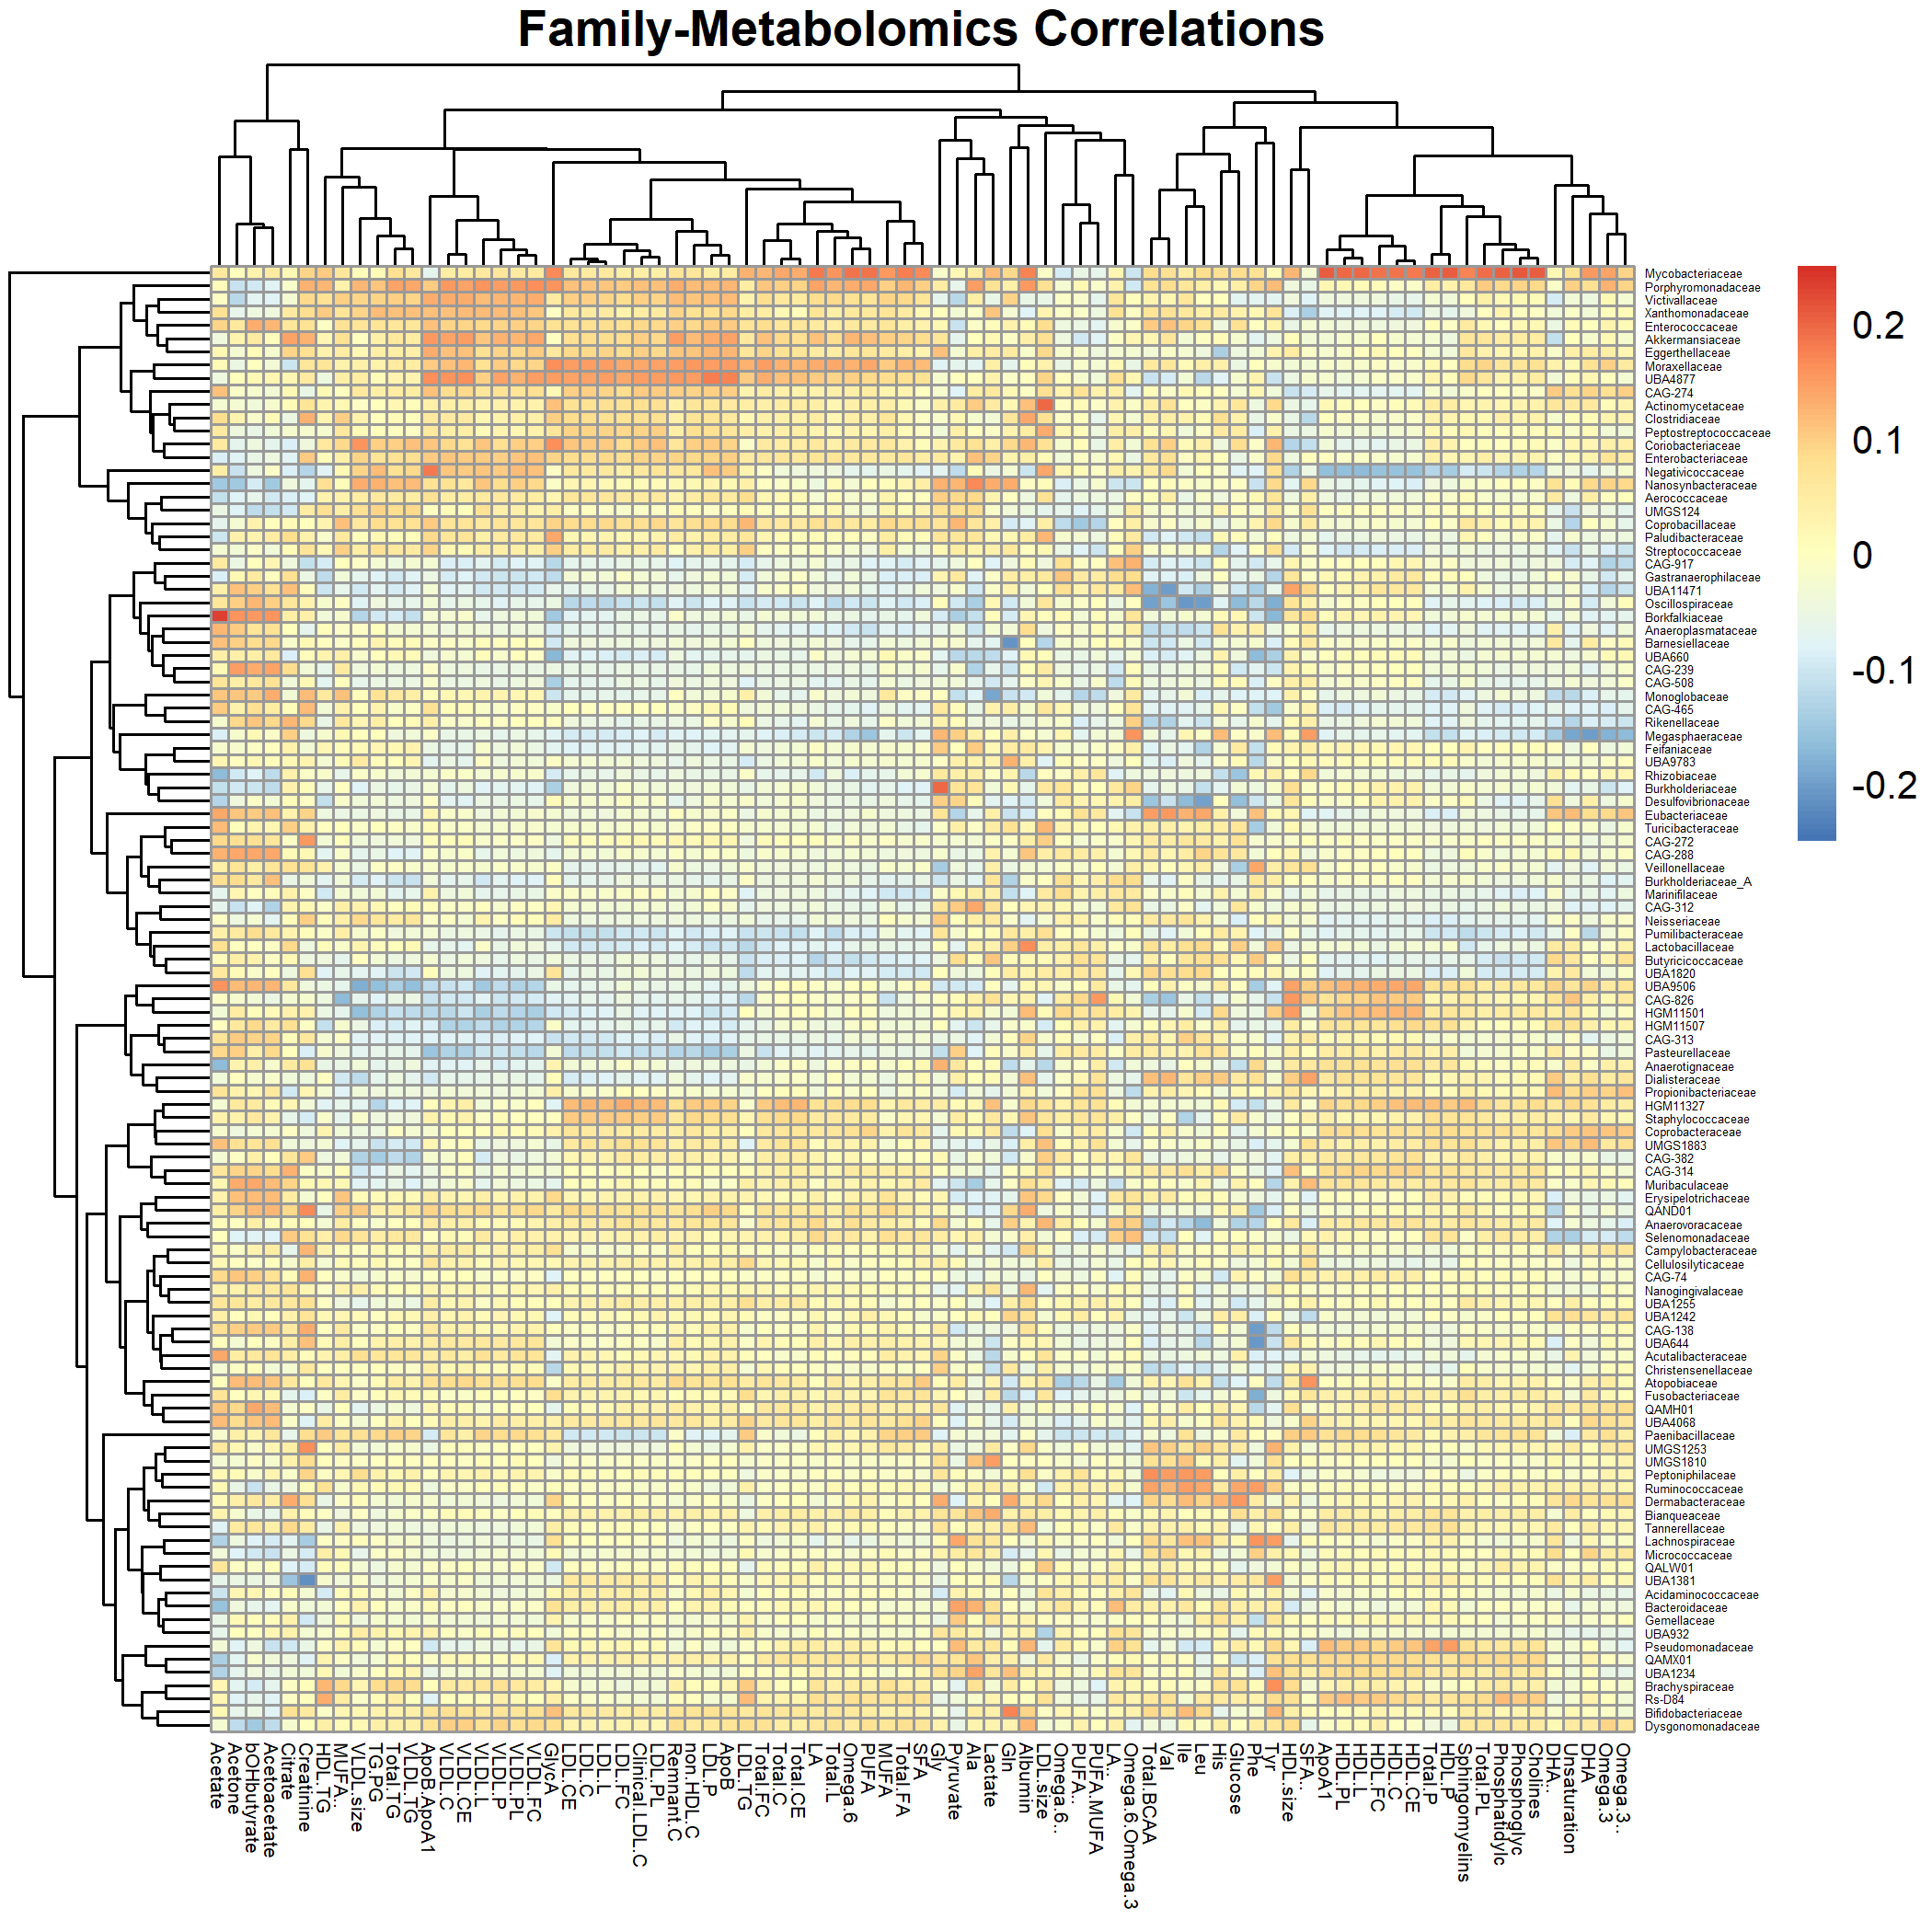 Family-Metabolomics Correlations
0.2
0.1
0
-0.1
-0.2
Mycobacteriaceae
Porphyromonadaceae
Victivallaceae
Xanthomonadaceae
Enterococcaceae
Akkermansiaceae
Eggerthellaceae
Moraxellaceae
UBA4877
CAG-274
Actinomycetaceae
Clostridiaceae
Peptostreptococcaceae
Coriobacteriaceae
Enterobacteriaceae
Negativicoccaceae
Nanosynbacteraceae
Aerococcaceae
UMGS124
Coprobacillaceae
Paludibacteraceae
Streptococcaceae
CAG-917
Gastranaerophilaceae
UBA11471
Oscillospiraceae
Borkfalkiaceae
Anaeroplasmataceae
Barnesiellaceae
UBA660
CAG-239
CAG-508
Monoglobaceae
CAG-465
Rikenellaceae
Megasphaeraceae
Feifaniaceae
UBA9783
Rhizobiaceae
Burkholderiaceae
Desulfovibrionaceae
Eubacteriaceae
Turicibacteraceae
CAG-272
CAG-288
Veillonellaceae
Burkholderiaceae_A
Marinifilaceae
CAG-312
Neisseriaceae
Pumilibacteraceae
Lactobacillaceae
Butyricicoccaceae
UBA1820
UBA9506
CAG-826
HGM11501
HGM11507
CAG-313
Pasteurellaceae
Anaerotignaceae
Dialisteraceae
Propionibacteriaceae
HGM11327
Staphylococcaceae
Coprobacteraceae
UMGS1883
CAG-382
CAG-314
Muribaculaceae
Erysipelotrichaceae
QAND01
Anaerovoracaceae
Selenomonadaceae
Campylobacteraceae
Cellulosilyticaceae
CAG-74
Nanogingivalaceae
UBA1255
UBA1242
CAG-138
UBA644
Acutalibacteraceae
Christensenellaceae
Atopobiaceae
Fusobacteriaceae
QAMH01
UBA4068
Paenibacillaceae
UMGS1253
UMGS1810
Peptoniphilaceae
Ruminococcaceae
Dermabacteraceae
Bianqueaceae
Tannerellaceae
Lachnospiraceae
Micrococcaceae
QALW01
UBA1381
Acidaminococcaceae
Bacteroidaceae
Gemellaceae
UBA932
Pseudomonadaceae
QAMX01
UBA1234
Brachyspiraceae
Rs-D84
Bifidobacteriaceae
Dysgonomonadaceae
Acetate
Acetone
bOHbutyrate
Acetoacetate
Citrate
Creatinine
HDL.TG
MUFA..
VLDL.size
TG.PG
Total.TG
VLDL.TG
ApoB.ApoA1
VLDL.C
VLDL.CE
VLDL.L
VLDL.P
VLDL.PL
VLDL.FC
GlycA
LDL.CE
LDL.C
LDL.L
LDL.FC
Clinical.LDL.C
LDL.PL
Remnant.C
non.HDL.C
LDL.P
ApoB
LDL.TG
Total.FC
Total.C
Total.CE
LA
Total.L
Omega.6
PUFA
MUFA
Total.FA
SFA
Gly
Pyruvate
Ala
Lactate
Gln
Albumin
LDL.size
Omega.6..
PUFA..
PUFA.MUFA
LA..
Omega.6.Omega.3
Total.BCAA
Val
Ile
Leu
His
Glucose
Phe
Tyr
HDL.size
SFA..
ApoA1
HDL.PL
HDL.L
HDL.FC
HDL.C
HDL.CE
Total.P
HDL.P
Sphingomyelins
Total.PL
Phosphatidylc
Phosphoglyc
Cholines
DHA..
Unsaturation
DHA
Omega.3
Omega.3..